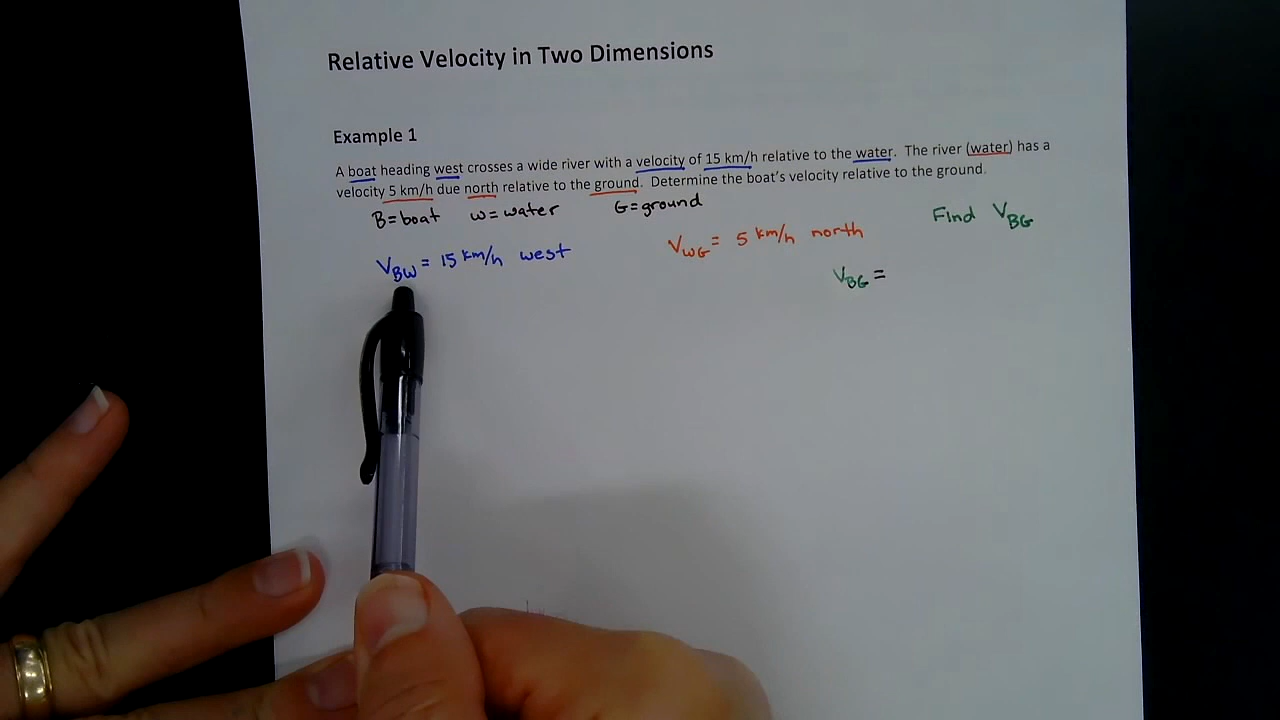 Relative Velocity in Two Dimensions
Example 1
A boat heading west crosses a wide river with a velocity of 15 km/h relative to the water. The river (water) has a
velocity 5 km/h due north relative to the ground. Determine the boat's velocity relative to the ground.
B=boat w=water G=ground
Find VBG
VBW = 15 km/h west
VWG = 5 km/h north
VBG =